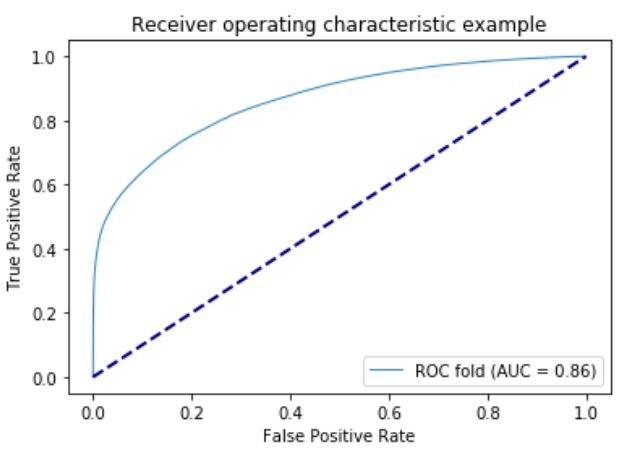 Receiver operating characteristic example
True Positive Rate
1.0
0.8
0.6
0.4
0.2
0.0
ROC fold (AUC = 0.86)
0.0 0.2 0.4 0.6 0.8 1.0
False Positive Rate